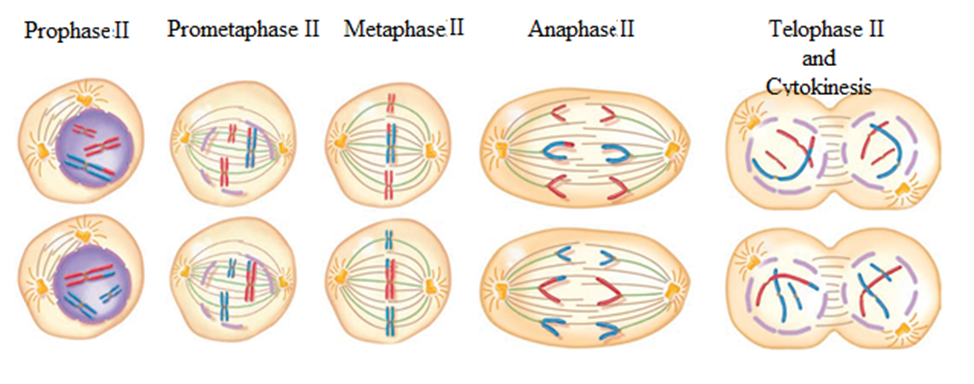 Prophase II
Prometaphase II
Metaphase II
Anaphase II
Telophase II
and
Cytokinesis